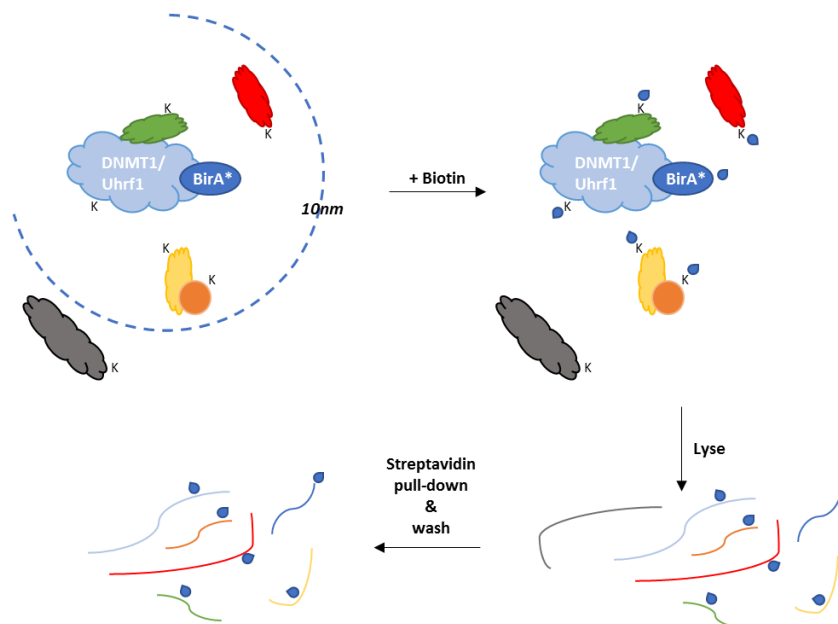 K
K
DNMT1/
Uhrf1
BirA*
K
10nm
K
K
K
+ Biotin
K
K
DNMT1/
Uhrf1
BirA*
K
K
K
K
Lyse
Streptavidin
pull-down
&
wash